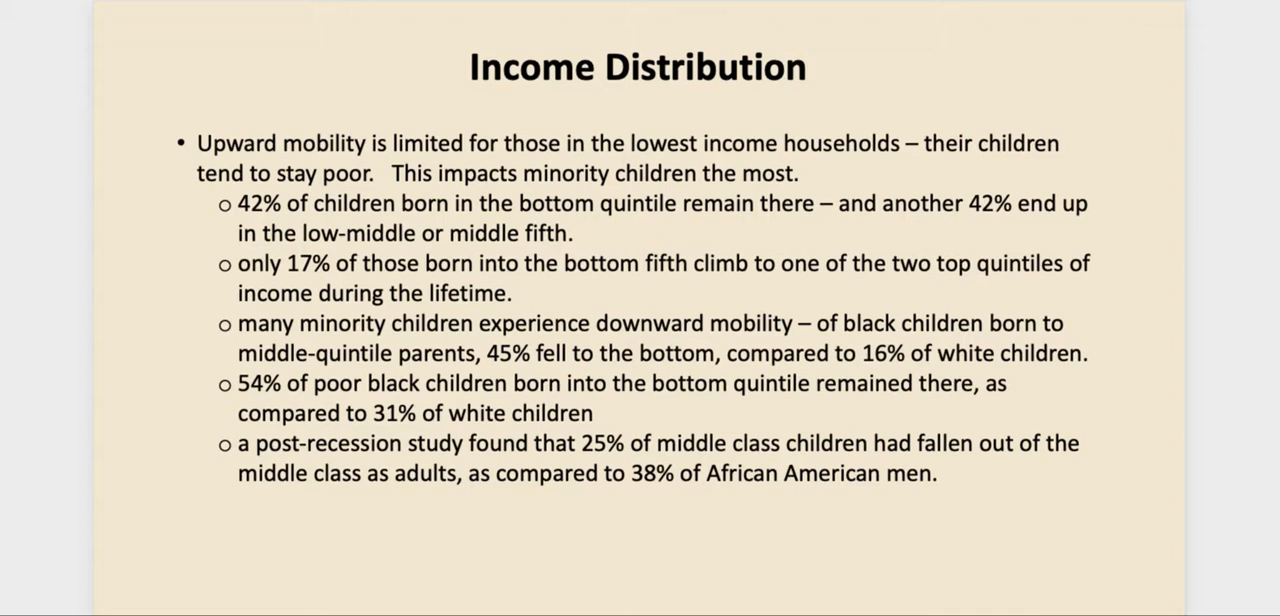 Income Distribution
• Upward mobility is limited for those in the lowest income households – their children
tend to stay poor.   This impacts minority children the most.
o 42% of children born in the bottom quintile remain there – and another 42% end up
in the low-middle or middle fifth.
o only 17% of those born into the bottom fifth climb to one of the two top quintiles of
income during the lifetime.
o many minority children experience downward mobility – of black children born to
middle-quintile parents, 45% fell to the bottom, compared to 16% of white children.
o 54% of poor black children born into the bottom quintile remained there, as
compared to 31% of white children
o a post-recession study found that 25% of middle class children had fallen out of the
middle class as adults, as compared to 38% of African American men.